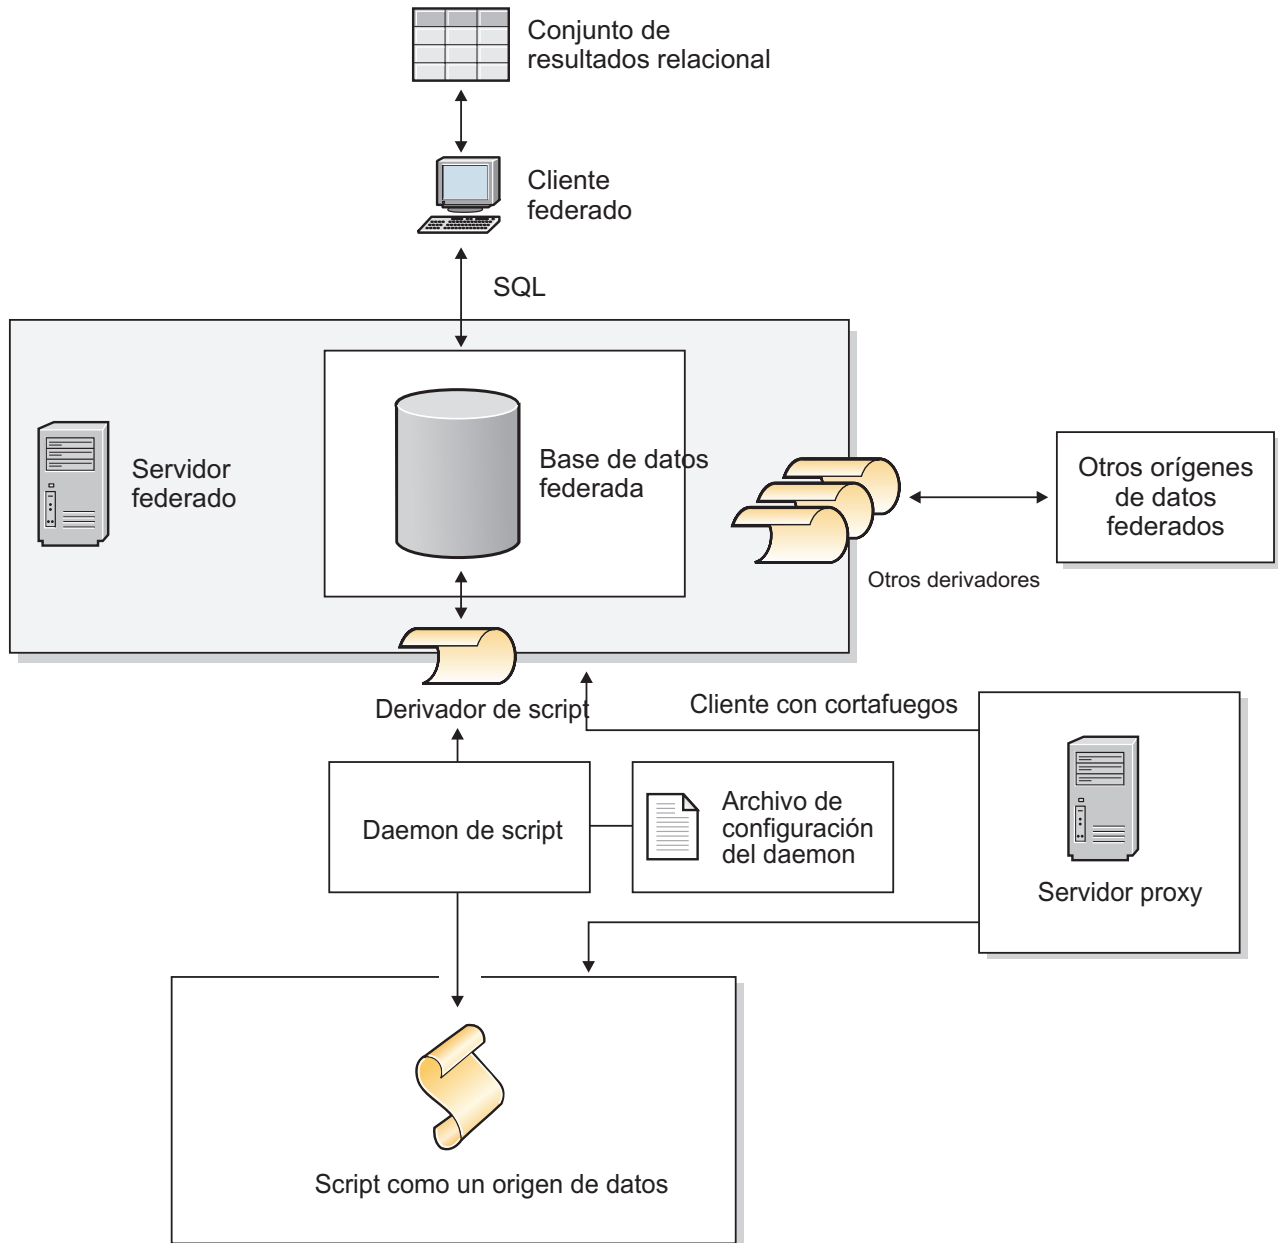 Conjunto de
resultados relacional
Cliente
federado
SQL
Servidor
federado
Base de datos
federada
Otros orígenes
de datos
federados
Otros derivadores
Derivador de script
Cliente con cortafuegos
Daemon de script
Archivo de
configuración
del daemon
Servidor proxy
Script como un origen de datos